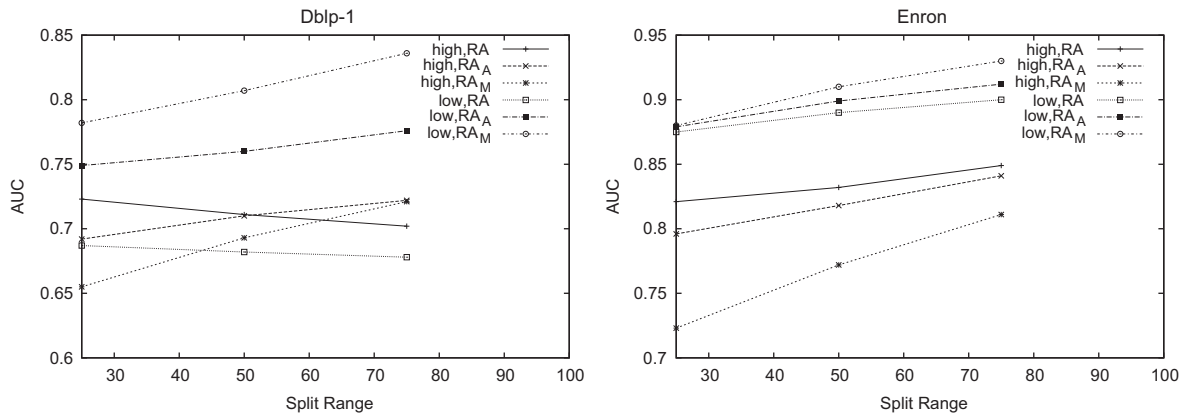 Dblp-1
0.85
0.8
0.75
0.7
0.65
0.6
AUC
30 40 50 60 70 80 90 100
Split Range
high,RA
high,RA_A
high,RA_M
low,RA
low,RA_A
low,RA_M
Enron
0.95
0.9
0.85
0.8
0.75
0.7
AUC
30 40 50 60 70 80 90 100
Split Range
high,RA
high,RA_A
high,RA_M
low,RA
low,RA_A
low,RA_M